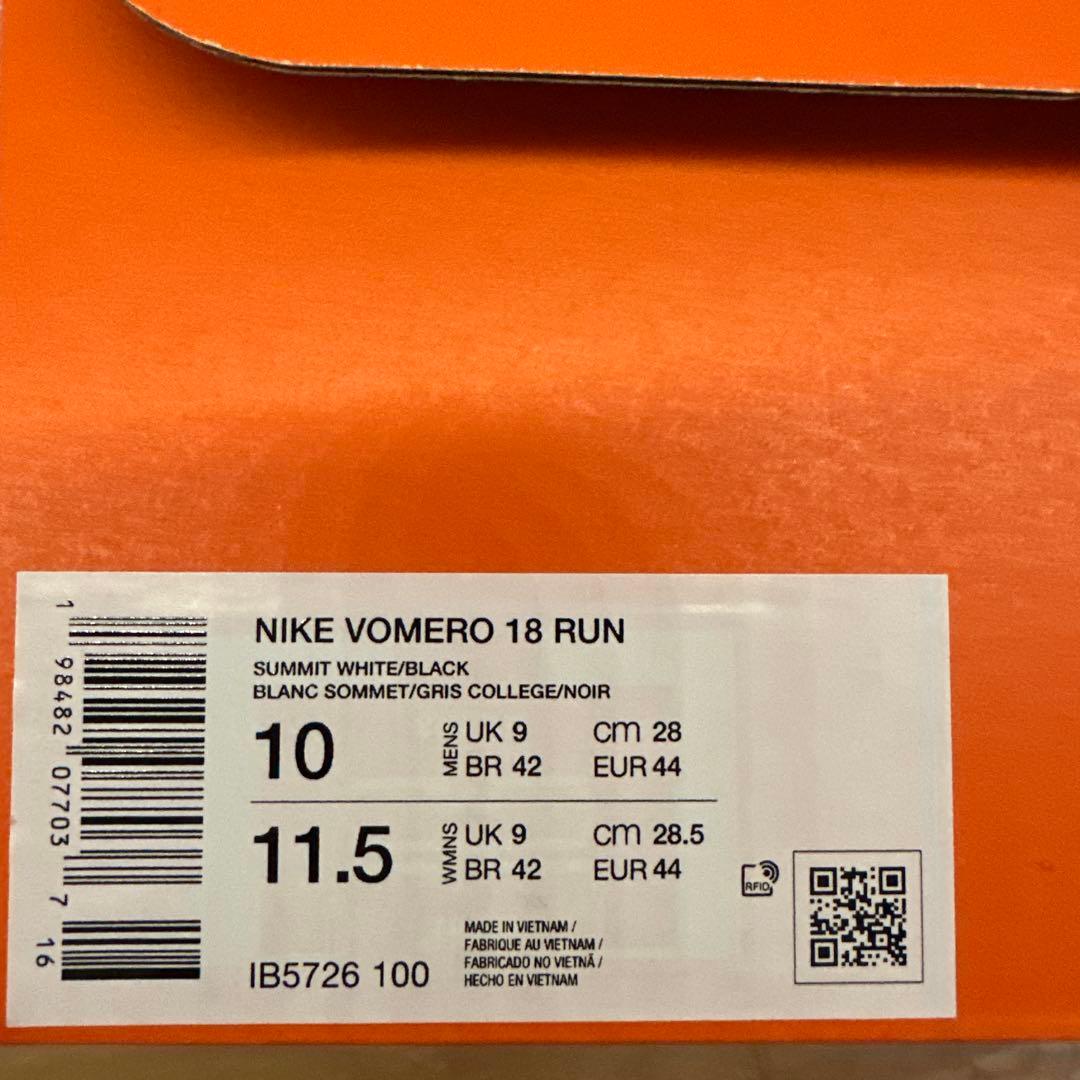 NIKE VOMERO 18 RUN
SUMMIT WHITE/BLACK
BLANC SOMMET/GRIS COLLEGE/NOIR
10 MENS UK 9 cm 28
BR 42 EUR 44
11.5 WMNS UK 9 cm 28.5
BR 42 EUR 44
RFID
MADE IN VIETNAM /
FABRIQUE AU VIETNAM /
FABRICADO NO VIETNÃ /
HECHO EN VIETNAM
IB5726 100
1 98482 07703 7 16